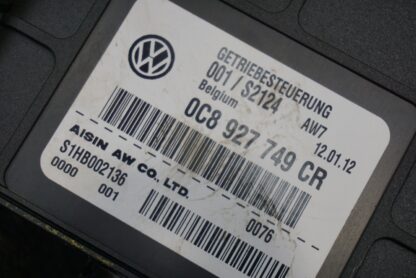 VW
GETRIEBESTEUERUNG
001 / S2124 AW7
Belgium 12.01.12
0C8 927 749 CR
AISIN AW CO., LTD.
S1HB002136 0076
0000 001